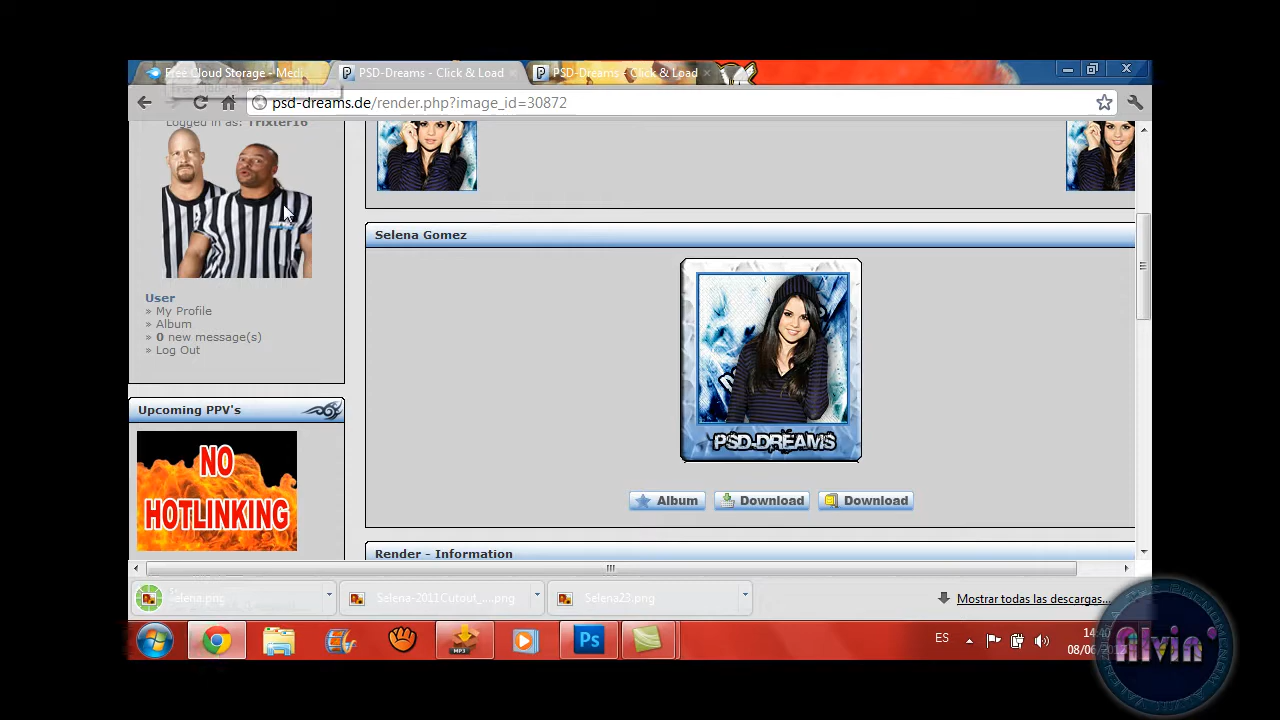 Free Cloud Storage - Medi
PSD-Dreams - Click & Load
PSD-Dreams - Click & Load
psd-dreams.de/render.php?image_id=30872
Logged in as: Trixter16
Selena Gomez
PSD-DREAMS
User
» My Profile
» Album
» 0 new message(s)
» Log Out
Album
Download
Download
Upcoming PPV's
NO
HOTLINKING
Render - Information
Selena.png
Selena-2011Cutout_....png
Selena23.png
Mostrar todas las descargas...
MP3
Ps
ES
14:40
08/06/2012
Alvin'